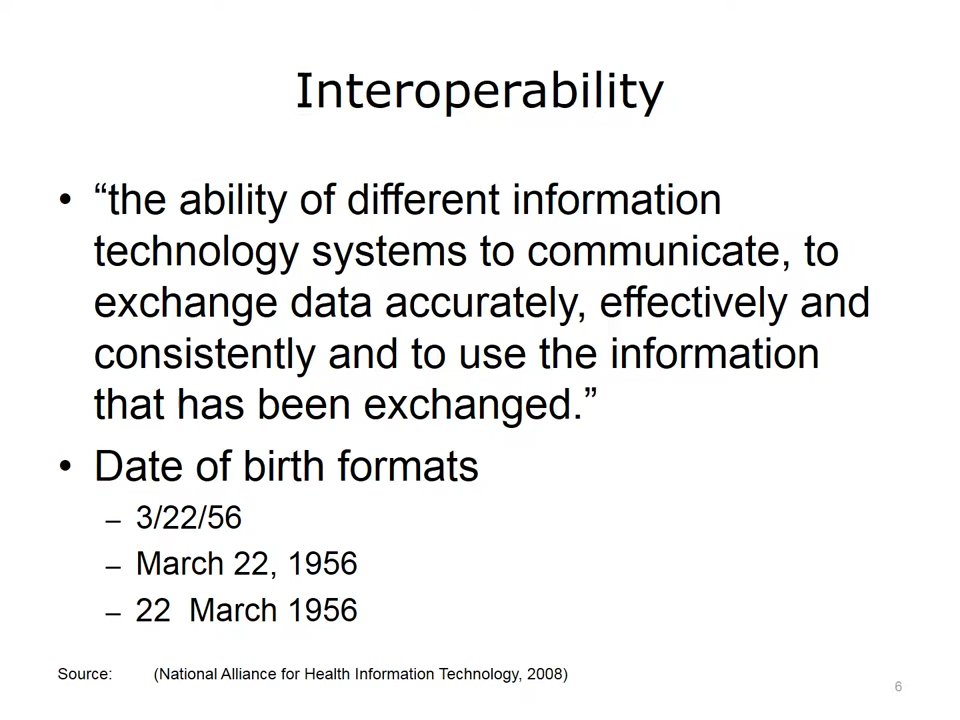 Interoperability
• “the ability of different information
technology systems to communicate, to
exchange data accurately, effectively and
consistently and to use the information
that has been exchanged.”
• Date of birth formats
– 3/22/56
– March 22, 1956
– 22  March 1956
Source: (National Alliance for Health Information Technology, 2008)
6